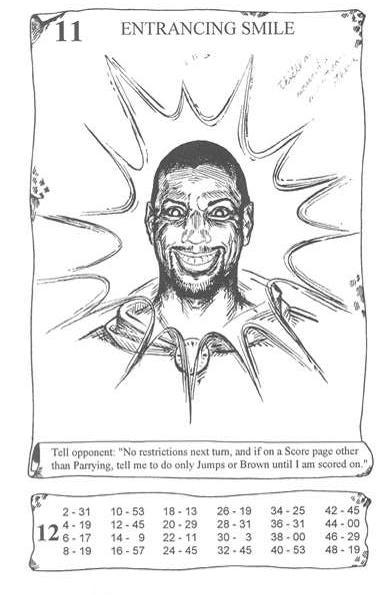 11 ENTRANCING SMILE
Tell opponent: "No restrictions next turn, and if on a Score page other
than Parrying, tell me to do only Jumps or Brown until I am scored on."
12
2 - 31 10 - 53 18 - 13 26 - 19 34 - 25 42 - 45
4 - 19 12 - 45 20 - 29 28 - 31 36 - 31 44 - 00
6 - 17 14 - 9 22 - 11 30 - 3 38 - 00 46 - 29
8 - 19 16 - 57 24 - 45 32 - 45 40 - 53 48 - 19